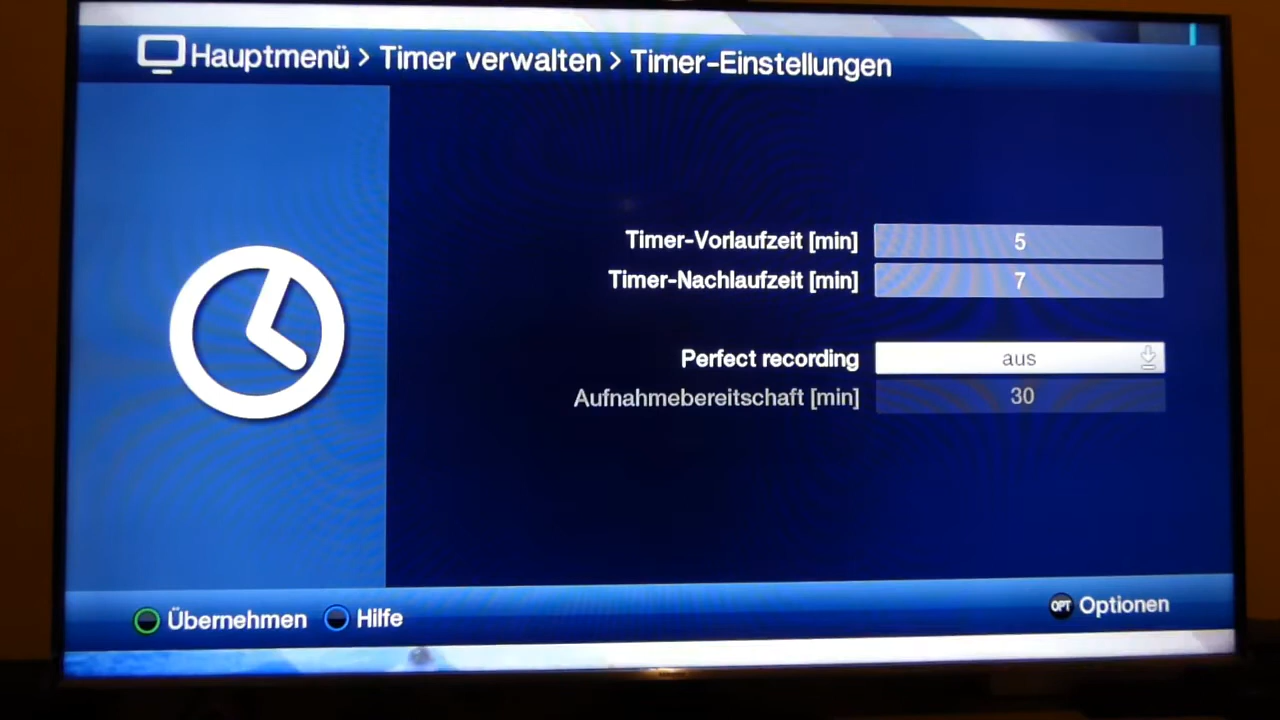 Hauptmenü > Timer verwalten > Timer-Einstellungen
Timer-Vorlaufzeit [min] 5
Timer-Nachlaufzeit [min] 7
Perfect recording aus
Aufnahmebereitschaft [min] 30
Übernehmen Hilfe OPT Optionen